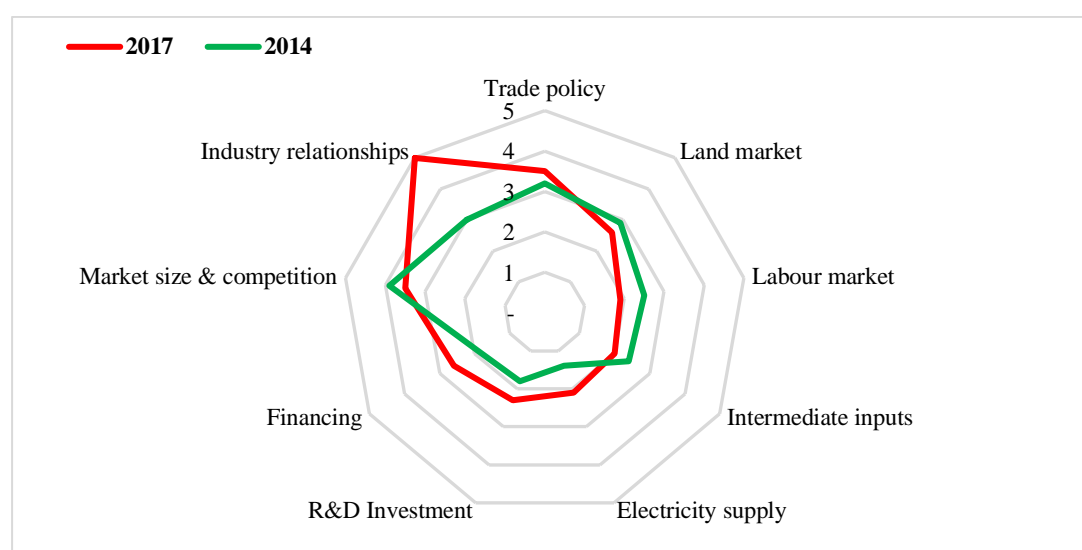 2017 2014
Trade policy
5
Industry relationships
Land market
4
3
2
Market size & competition
1
Labour market
-
Financing
Intermediate inputs
R&D Investment
Electricity supply